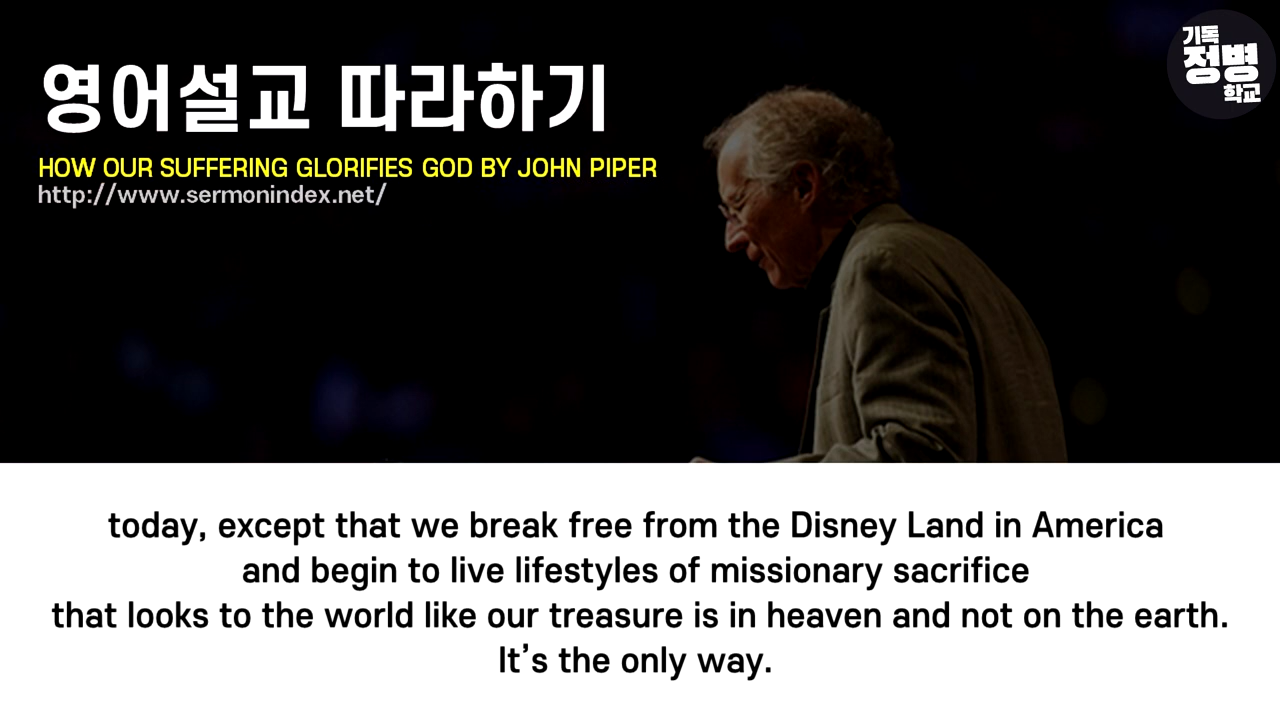 영어설교 따라하기
HOW OUR SUFFERING GLORIFIES GOD BY JOHN PIPER
http://www.sermonindex.net/
기독
정병
학교
today, except that we break free from the Disney Land in America
and begin to live lifestyles of missionary sacrifice
that looks to the world like our treasure is in heaven and not on the earth.
It’s the only way.